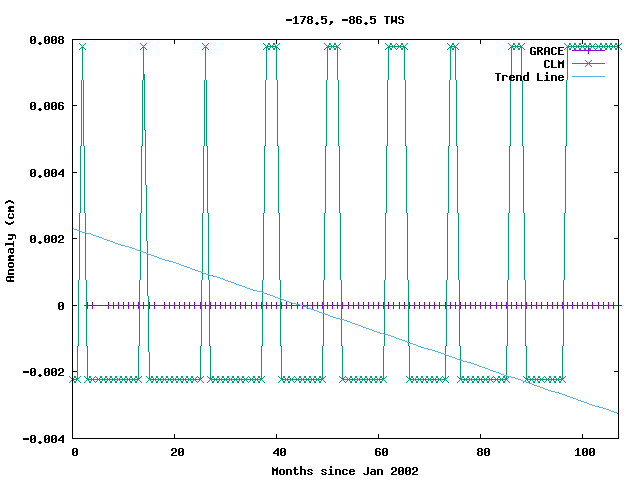 -178.5, -86.5 TWS
0.008
GRACE
CLM
Trend Line
0.006
0.004
Anomaly (cm)
0.002
0
-0.002
-0.004
0 20 40 60 80 100
Months since Jan 2002